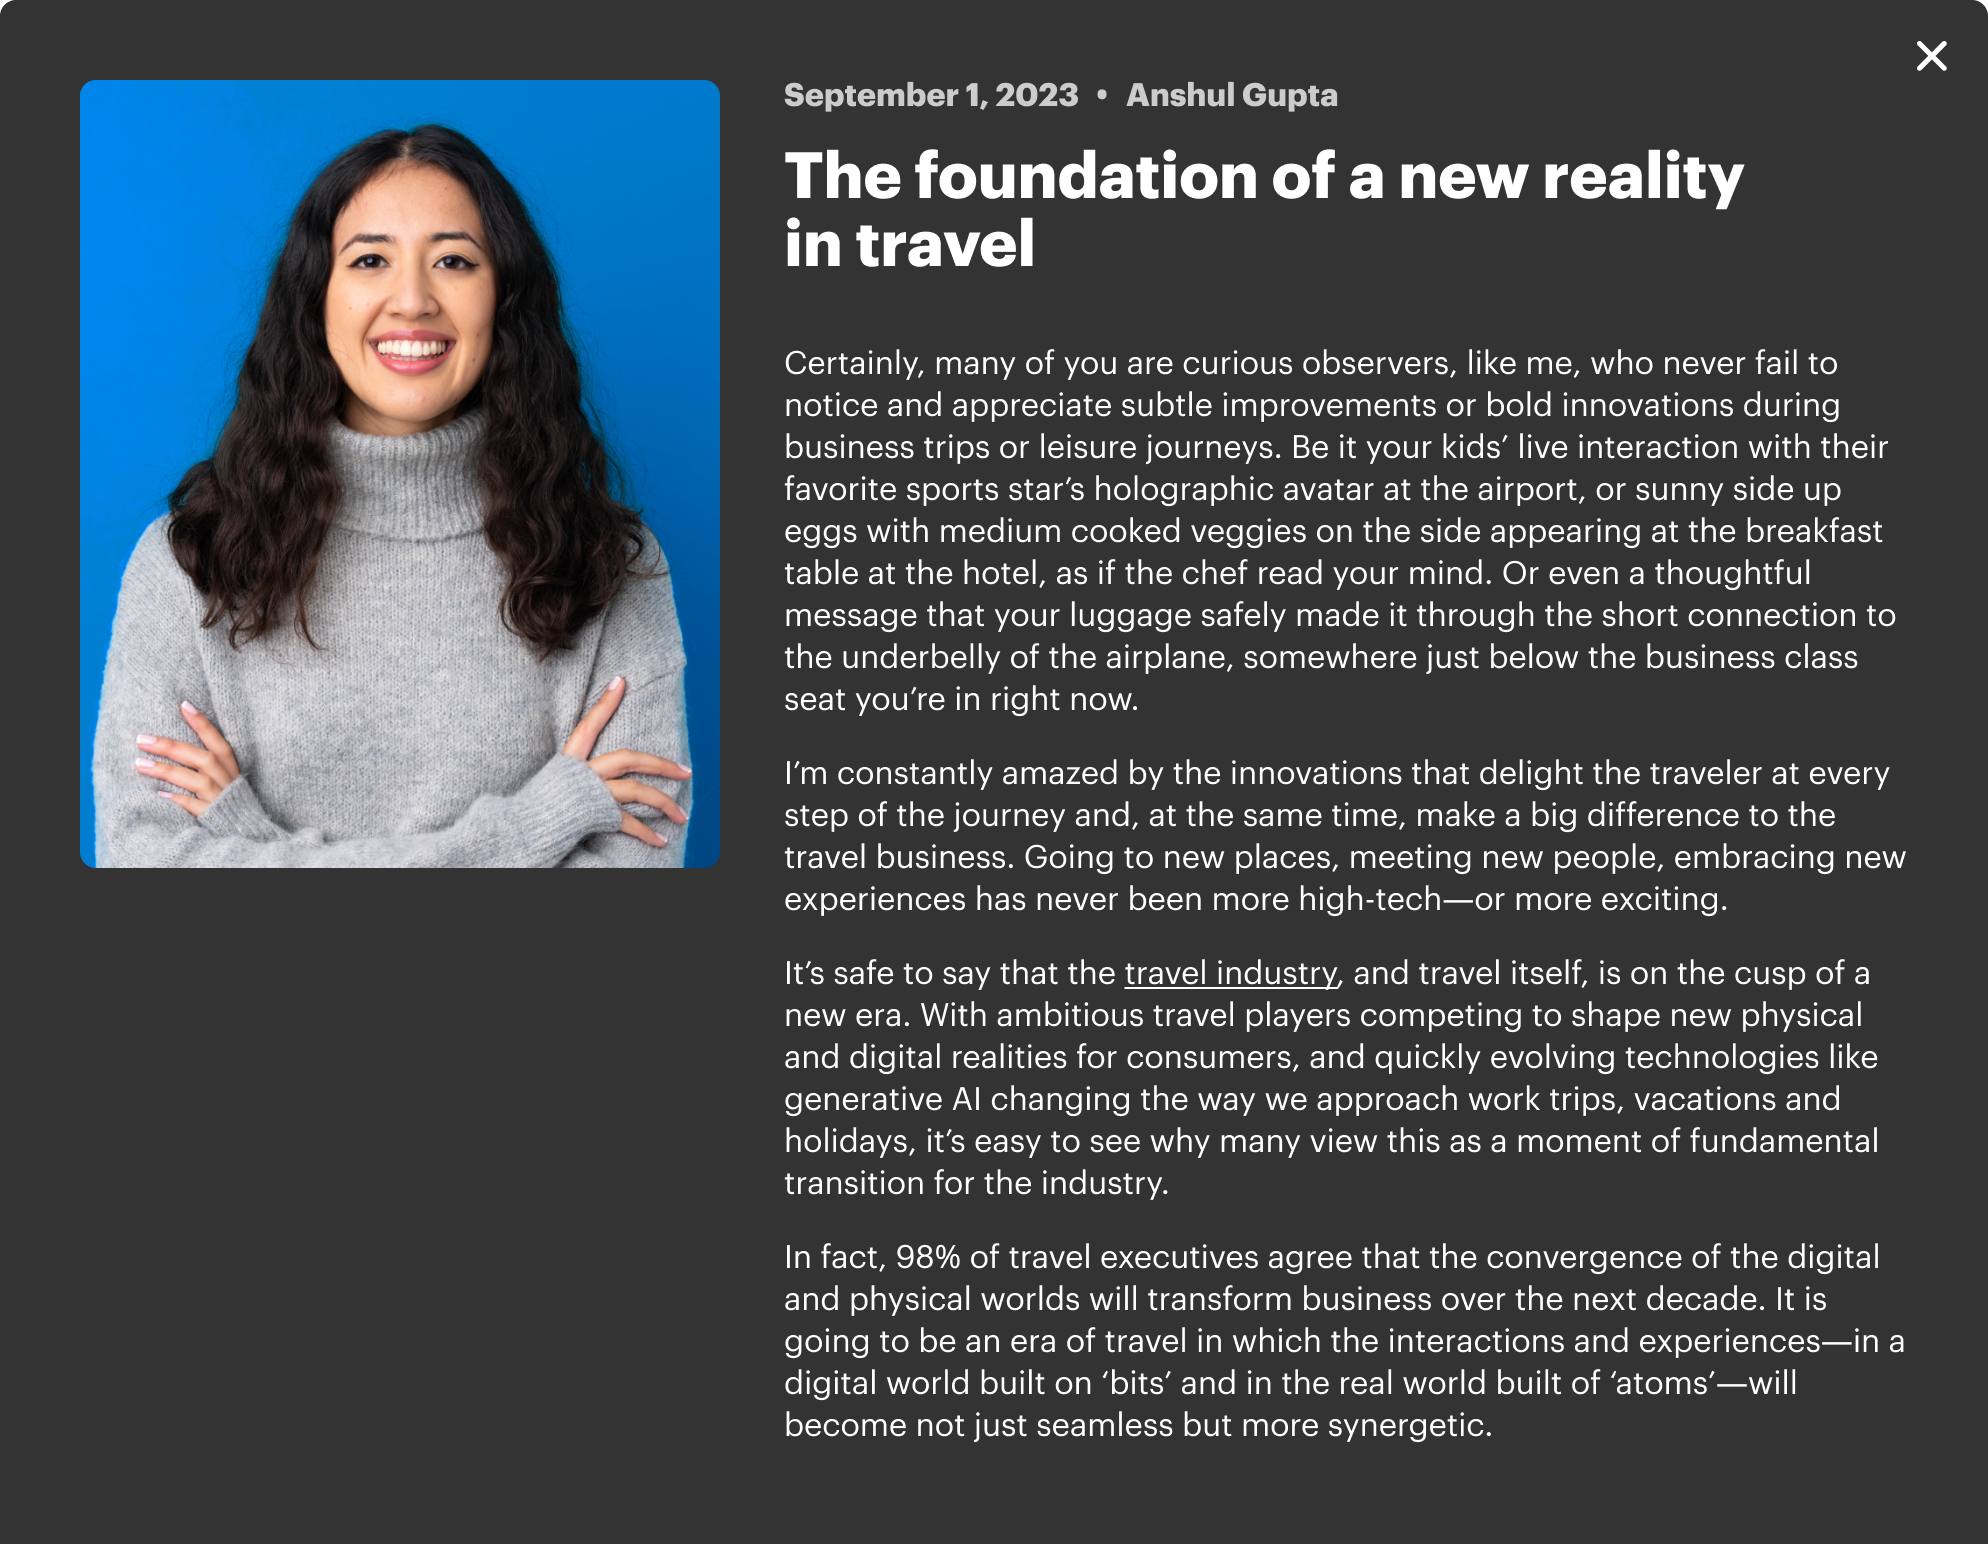 September 1, 2023 • Anshul Gupta
The foundation of a new reality
in travel
Certainly, many of you are curious observers, like me, who never fail to
notice and appreciate subtle improvements or bold innovations during
business trips or leisure journeys. Be it your kids’ live interaction with their
favorite sports star’s holographic avatar at the airport, or sunny side up
eggs with medium cooked veggies on the side appearing at the breakfast
table at the hotel, as if the chef read your mind. Or even a thoughtful
message that your luggage safely made it through the short connection to
the underbelly of the airplane, somewhere just below the business class
seat you’re in right now.
I’m constantly amazed by the innovations that delight the traveler at every
step of the journey and, at the same time, make a big difference to the
travel business. Going to new places, meeting new people, embracing new
experiences has never been more high-tech—or more exciting.
It’s safe to say that the travel industry, and travel itself, is on the cusp of a
new era. With ambitious travel players competing to shape new physical
and digital realities for consumers, and quickly evolving technologies like
generative AI changing the way we approach work trips, vacations and
holidays, it’s easy to see why many view this as a moment of fundamental
transition for the industry.
In fact, 98% of travel executives agree that the convergence of the digital
and physical worlds will transform business over the next decade. It is
going to be an era of travel in which the interactions and experiences—in a
digital world built on ‘bits’ and in the real world built of ‘atoms’—will
become not just seamless but more synergetic.